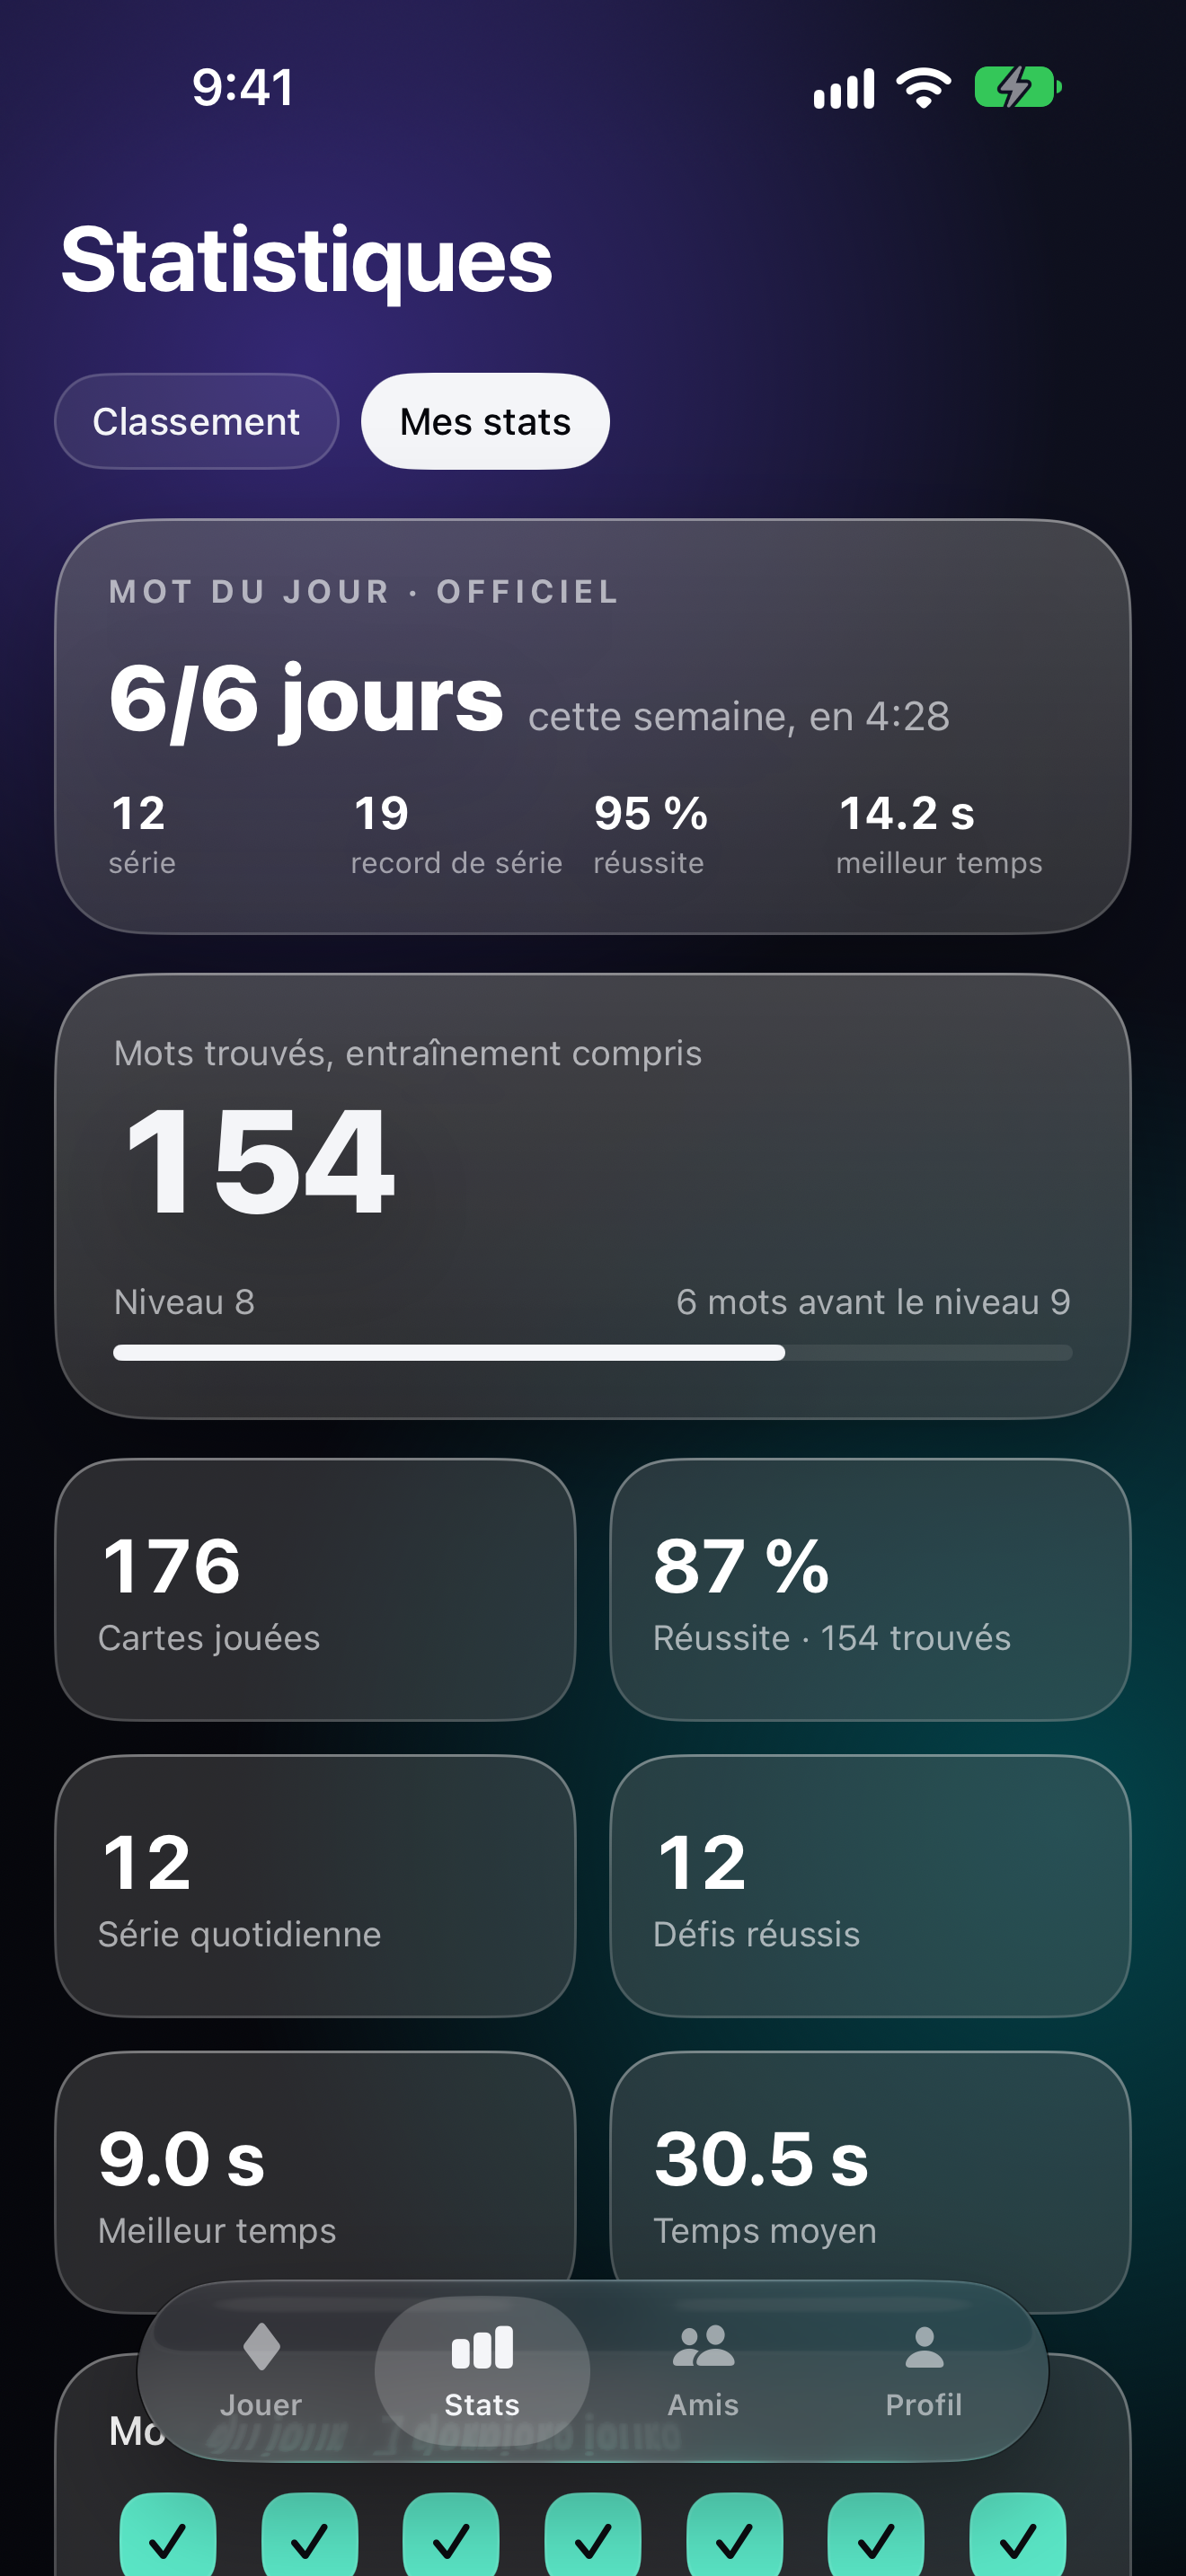 9:41
Statistiques
Classement
Mes stats
MOT DU JOUR · OFFICIEL
6/6 jours cette semaine, en 4:28
12
série
19
record de série
95 %
réussite
14.2 s
meilleur temps
Mots trouvés, entraînement compris
154
Niveau 8
6 mots avant le niveau 9
176
Cartes jouées
87 %
Réussite · 154 trouvés
12
Série quotidienne
12
Défis réussis
9.0 s
Meilleur temps
30.5 s
Temps moyen
Jouer
Stats
Amis
Profil